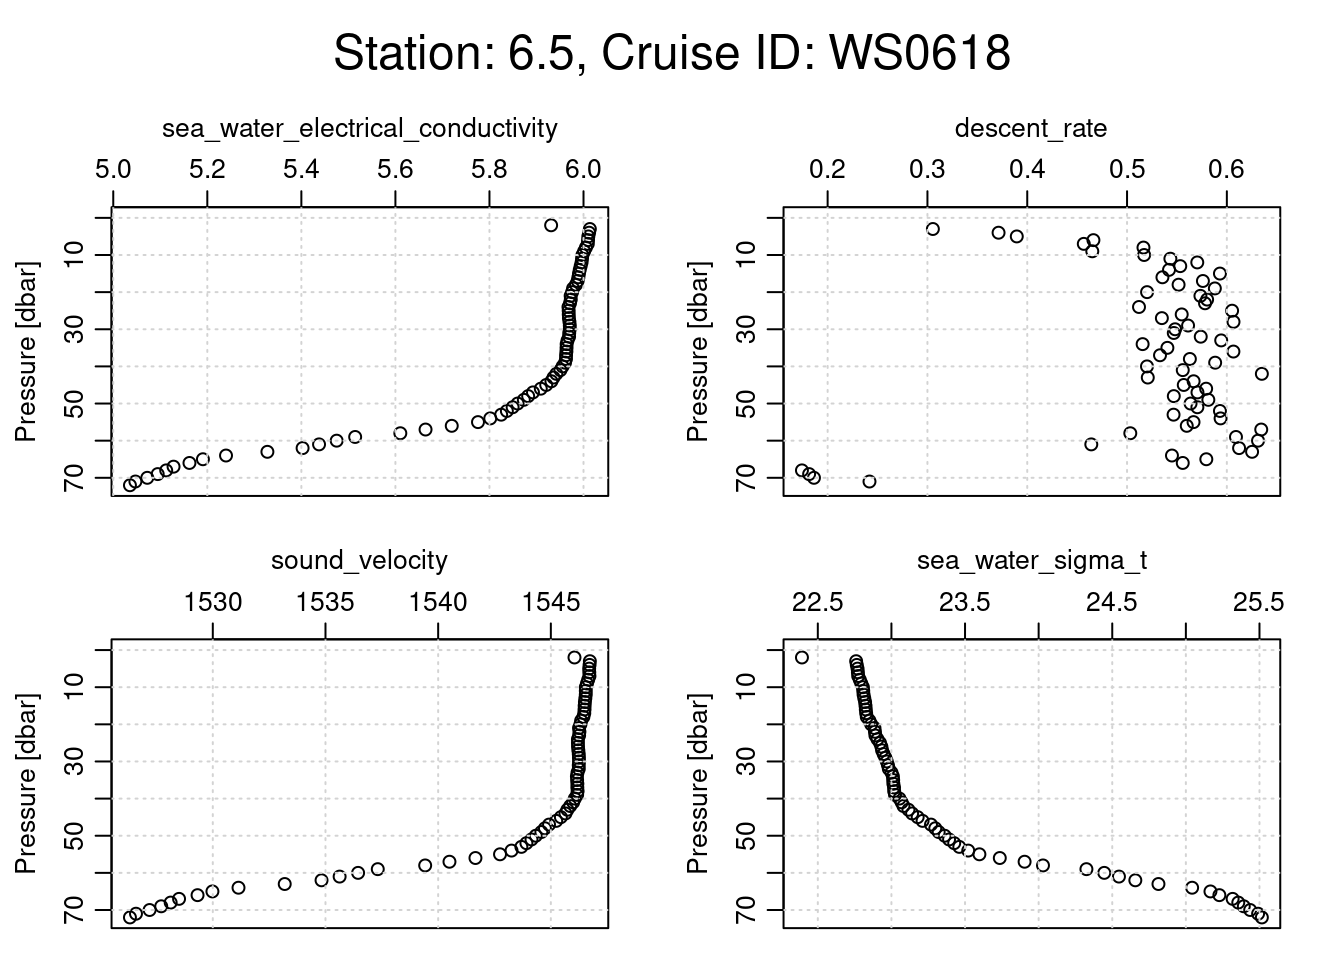 Station: 6.5, Cruise ID: WS0618
sea_water_electrical_conductivity
5.0 5.2 5.4 5.6 5.8 6.0
Pressure [dbar]
10
30
50
70
descent_rate
0.2 0.3 0.4 0.5 0.6
Pressure [dbar]
10
30
50
70
sound_velocity
1530 1535 1540 1545
Pressure [dbar]
10
30
50
70
sea_water_sigma_t
22.5 23.5 24.5 25.5
Pressure [dbar]
10
30
50
70